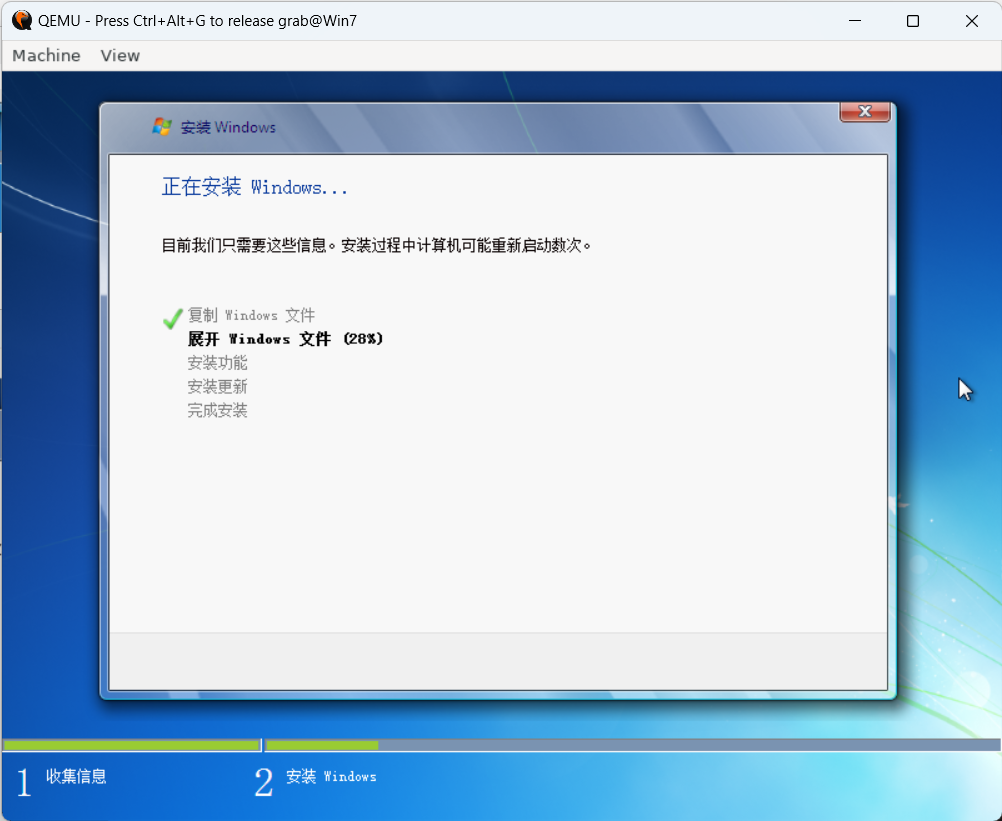 QEMU - Press Ctrl+Alt+G to release grab@Win7
Machine View
安装 Windows
正在安装 Windows...
目前我们只需要这些信息。安装过程中计算机可能重新启动数次。
复制 Windows 文件
展开 Windows 文件 (28%)
安装功能
安装更新
完成安装
1 收集信息 2 安装 Windows